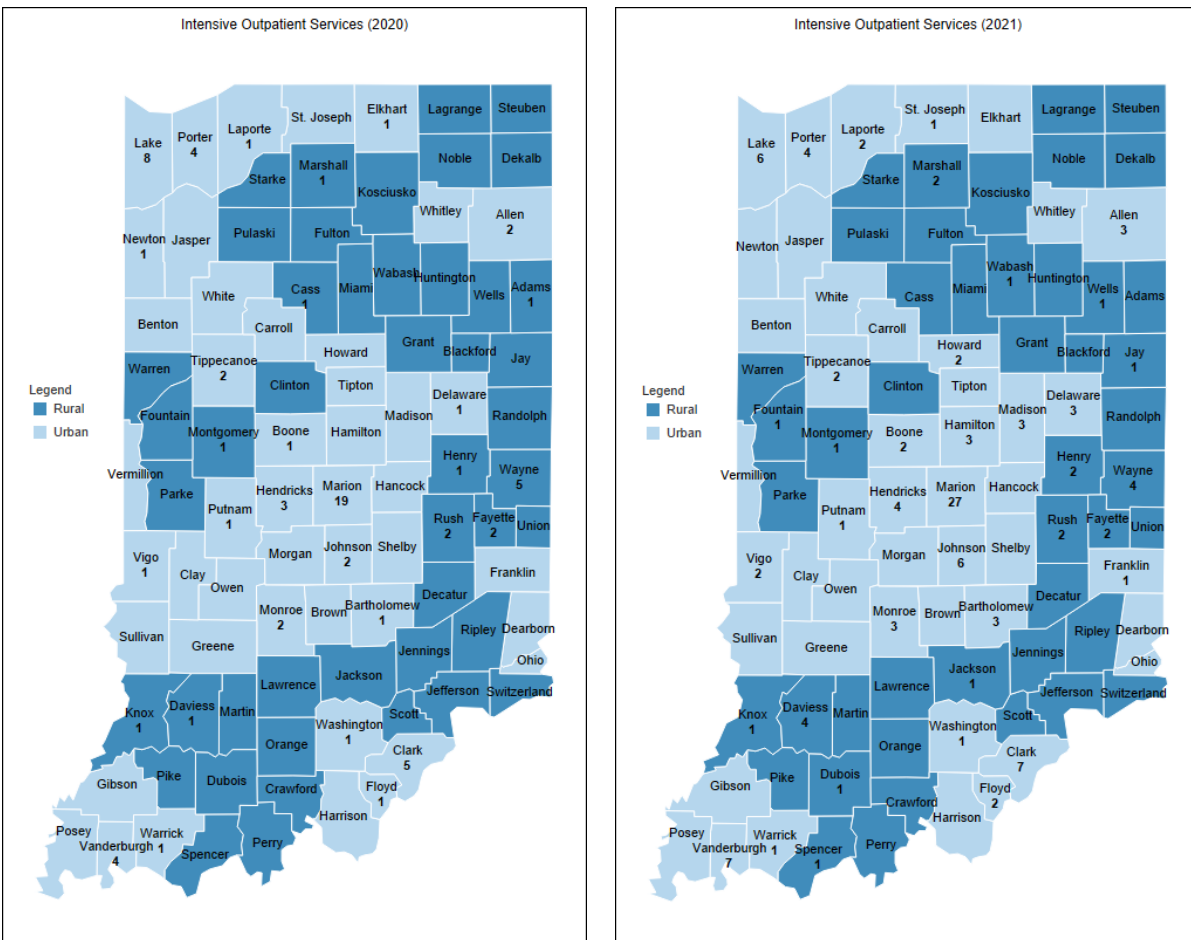 Intensive Outpatient Services (2020)
Lake
8
Porter
4
Laporte
1
St. Joseph
Elkhart
1
Lagrange
Steuben
Noble
Dekalb
Starke
Marshall
1
Kosciusko
Whitley
Allen
2
Newton
1
Jasper
Pulaski
Fulton
White
Cass
1
Miami
Wabash
Huntington
Wells
Adams
1
Benton
Carroll
Howard
Grant
Blackford
Jay
Warren
Tippecanoe
2
Clinton
Tipton
Madison
Delaware
1
Randolph
Legend
Rural
Urban
Fountain
Montgomery
1
Boone
1
Hamilton
Henry
1
Wayne
5
Vermillion
Parke
Putnam
1
Hendricks
3
Marion
19
Hancock
Rush
2
Fayette
2
Union
Vigo
1
Clay
Owen
Morgan
Johnson
2
Shelby
Franklin
Sullivan
Greene
Monroe
2
Brown
Bartholomew
1
Decatur
Ripley
Dearborn
Ohio
Jennings
Lawrence
Jackson
Jefferson
Switzerland
Knox
1
Daviess
1
Martin
Orange
Washington
1
Scott
Clark
5
Gibson
Pike
Dubois
Crawford
Floyd
1
Harrison
Posey
Vanderburgh
4
Warrick
1
Spencer
Perry
Intensive Outpatient Services (2021)
Lake
6
Porter
4
Laporte
2
St. Joseph
1
Elkhart
Lagrange
Steuben
Noble
Dekalb
Starke
Marshall
2
Kosciusko
Whitley
Allen
3
Newton
Jasper
Pulaski
Fulton
White
Cass
Miami
Wabash
1
Huntington
Wells
1
Adams
Benton
Carroll
Howard
2
Grant
Blackford
Jay
1
Warren
Tippecanoe
2
Clinton
Tipton
Madison
3
Delaware
3
Randolph
Legend
Rural
Urban
Fountain
1
Montgomery
1
Boone
2
Hamilton
3
Henry
2
Wayne
4
Vermillion
Parke
Putnam
1
Hendricks
4
Marion
27
Hancock
Rush
2
Fayette
2
Union
Vigo
2
Clay
Owen
Morgan
Johnson
6
Shelby
Franklin
1
Sullivan
Greene
Monroe
3
Brown
Bartholomew
3
Decatur
Ripley
Dearborn
Ohio
Jennings
Lawrence
Jackson
1
Jefferson
Switzerland
Knox
1
Daviess
4
Martin
Orange
Washington
1
Scott
Clark
7
Gibson
Pike
Dubois
1
Crawford
Floyd
2
Harrison
Posey
Vanderburgh
7
Warrick
1
Spencer
1
Perry